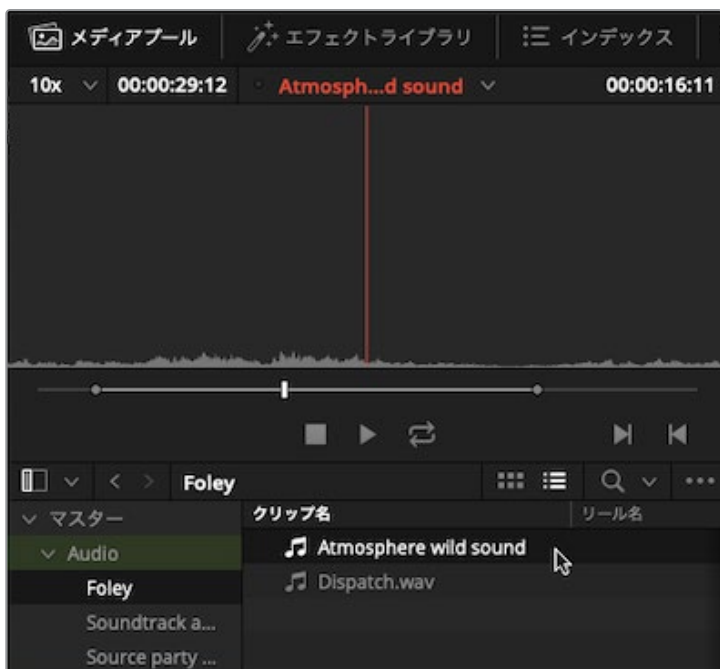 メディアプール エフェクトライブラリ インデックス
10x 00:00:29:12 Atmosph...d sound 00:00:16:11
Foley
マスター クリップ名 リール名
Audio Atmosphere wild sound
Foley Dispatch.wav
Soundtrack a...
Source party ...